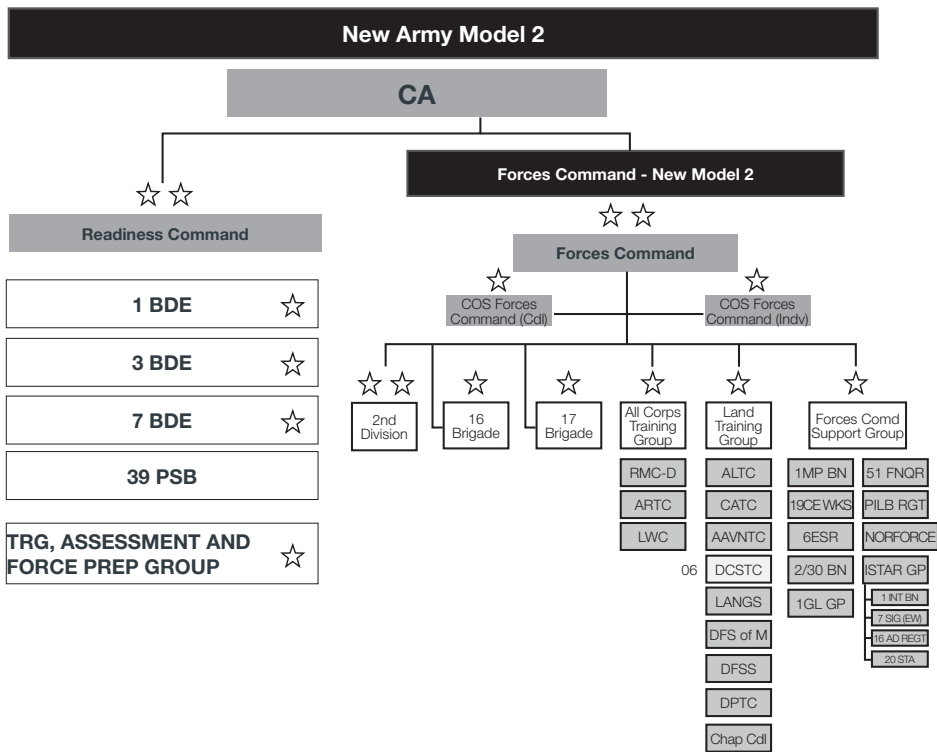 New Army Model 2
CA
Forces Command - New Model 2
Readiness Command
1 BDE
3 BDE
7 BDE
39 PSB
TRG, ASSESSMENT AND
FORCE PREP GROUP
Forces Command
COS Forces
Command (Cdl)
COS Forces
Command (Indv)
2nd
Division
16
Brigade
17
Brigade
All Corps
Training
Group
RMC-D
ARTC
LWC
Land
Training
Group
ALTC
CATC
AAVNTC
06 DCSTC
LANGS
DFS of M
DFSS
DPTC
Chap Cdl
Forces Comd
Support Group
1MP BN
19CE WKS
6ESR
2/30 BN
1GL GP
51 FNQR
PILB RGT
NORFORCE
ISTAR GP
1 INT BN
7 SIG (EW)
16 AD REGT
20 STA